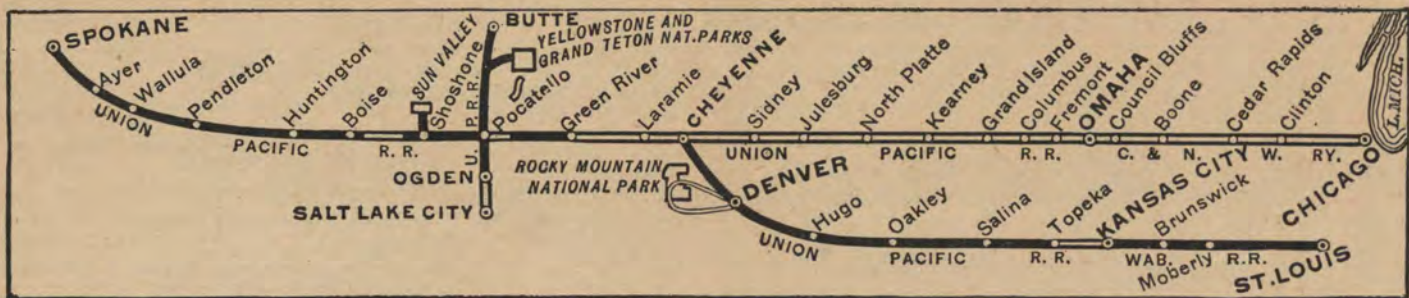 SPOKANE
Ayer
Wallula
Pendleton
Huntington
Boise
SUN VALLEY
Shoshone
BUTTE
YELLOWSTONE AND
GRAND TETON NAT. PARKS
Pocatello
Green River
Laramie
CHEYENNE
Sidney
Julesburg
North Platte
Kearney
Grand Island
Columbus
Fremont
OMAHA
Council Bluffs
Boone
Cedar Rapids
Clinton
L. MICH.
CHICAGO
UNION PACIFIC R. R.
U. P. R. R.
UNION PACIFIC R. R.
C. & N. W. RY.
OGDEN
SALT LAKE CITY
ROCKY MOUNTAIN
NATIONAL PARK
DENVER
Hugo
Oakley
Salina
Topeka
KANSAS CITY
Brunswick
Moberly
ST. LOUIS
UNION PACIFIC R. R.
WAB. R. R.